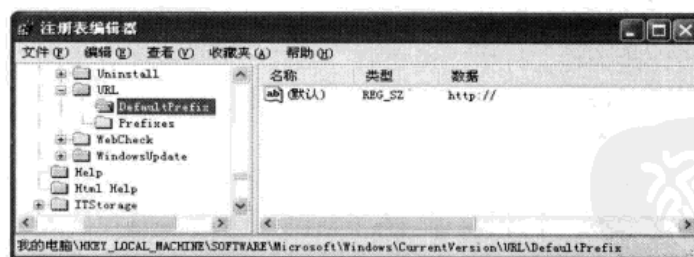 注册表编辑器
文件(F) 编辑(E) 查看(V) 收藏夹(A) 帮助(H)
Uninstall
URL
DefaultPrefix
Prefixes
WebCheck
WindowsUpdate
Help
Html Help
ITStorage
名称 类型 数据
ab (默认) REG_SZ http://
我的电脑\HKEY_LOCAL_MACHINE\SOFTWARE\Microsoft\Windows\CurrentVersion\URL\DefaultPrefix